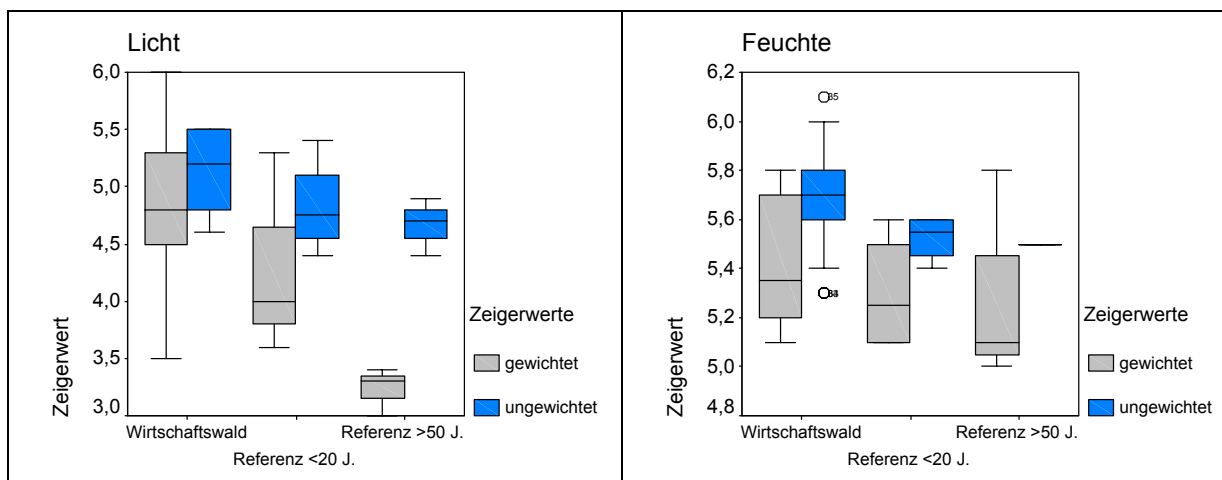 Licht
6,0
5,5
5,0
4,5
4,0
3,5
3,0
Zeigerwert
Wirtschaftswald
Referenz <20 J.
Referenz >50 J.
Zeigerwerte
gewichtet
ungewichtet
Feuchte
6,2
6,0
5,8
5,6
5,4
5,2
5,0
4,8
Zeigerwert
Wirtschaftswald
Referenz <20 J.
Referenz >50 J.
Zeigerwerte
gewichtet
ungewichtet